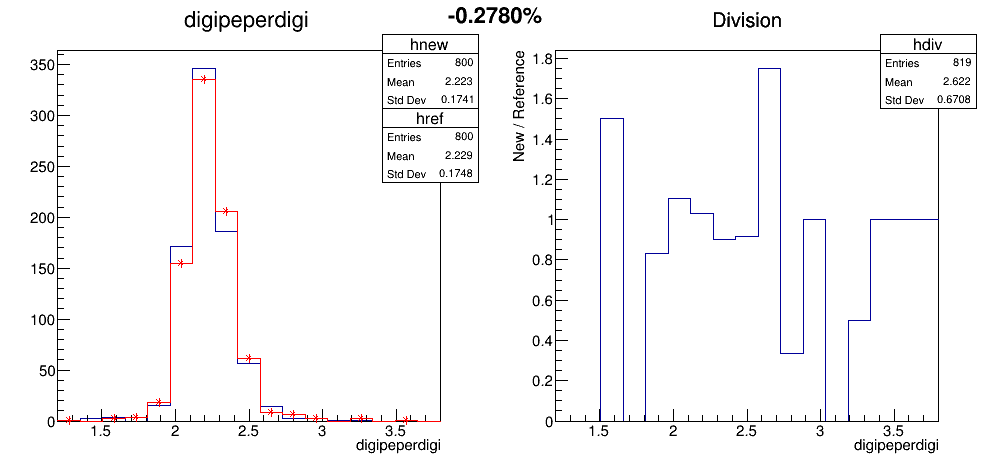 digipeperdigi
-0.2780%
Division
hnew
Entries 800
Mean 2.223
Std Dev 0.1741
href
Entries 800
Mean 2.229
Std Dev 0.1748
350
300
250
200
150
100
50
0
1.5 2 2.5 3 3.5
digipeperdigi
hdiv
Entries 819
Mean 2.622
Std Dev 0.6708
New / Reference
1.8
1.6
1.4
1.2
1
0.8
0.6
0.4
0.2
0
1.5 2 2.5 3 3.5
digipeperdigi